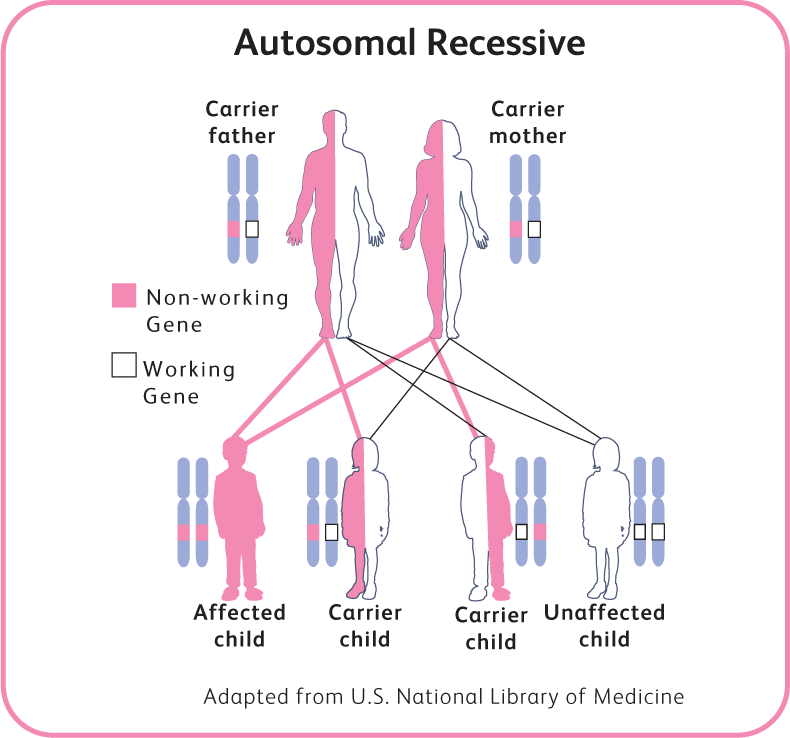 Autosomal Recessive
Carrier
father
Carrier
mother
Non-working
Gene
Working
Gene
Affected
child
Carrier
child
Carrier
child
Unaffected
child
Adapted from U.S. National Library of Medicine